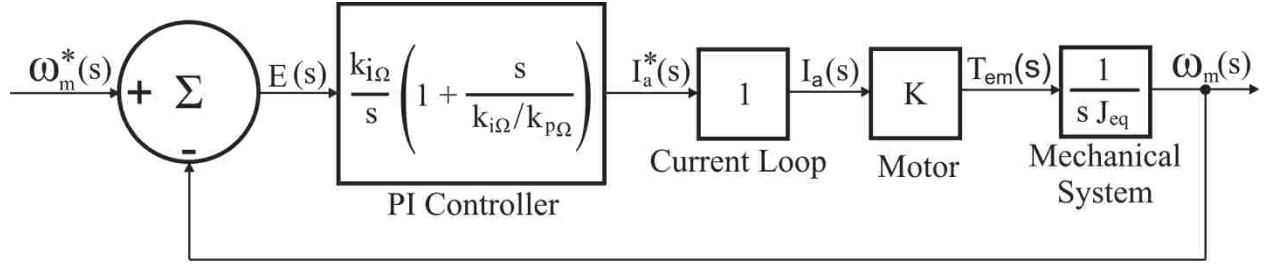 ω*ₘ(s)
+
Σ
-
E(s)
kᵢΩ/s (1 + s/(kᵢΩ/kₚΩ))
PI Controller
I*ₐ(s)
1
Current Loop
Iₐ(s)
K
Motor
Tₑₘ(s)
1
s Jeq
Mechanical
System
ωₘ(s)